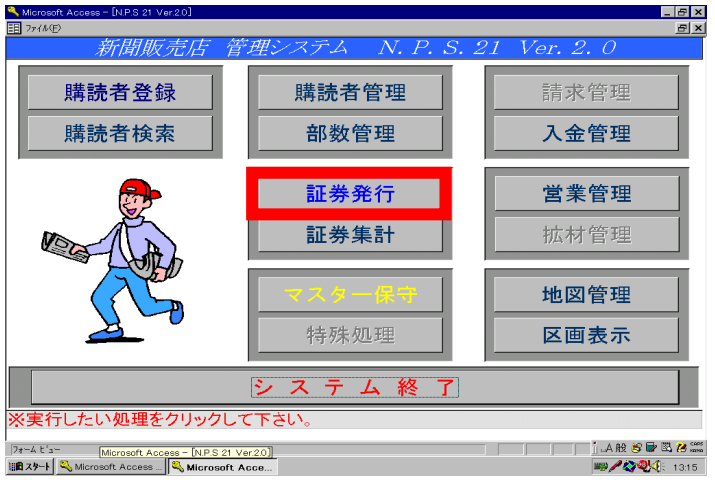 Microsoft Access - [N.P.S 21 Ver.2.0]
ファイル(F)
新聞販売店 管理システム N. P. S. 21 Ver. 2. 0
購読者登録
購読者検索
購読者管理
部数管理
請求管理
入金管理
証券発行
証券集計
営業管理
拡材管理
マスター保守
特殊処理
地図管理
区画表示
システム終了
※実行したい処理をクリックして下さい。
フォーム ビュー
Microsoft Access - [N.P.S 21 Ver.2.0]
スタート
Microsoft Access ...
Microsoft Acce...
A 般
CAPS
KANA
13:15